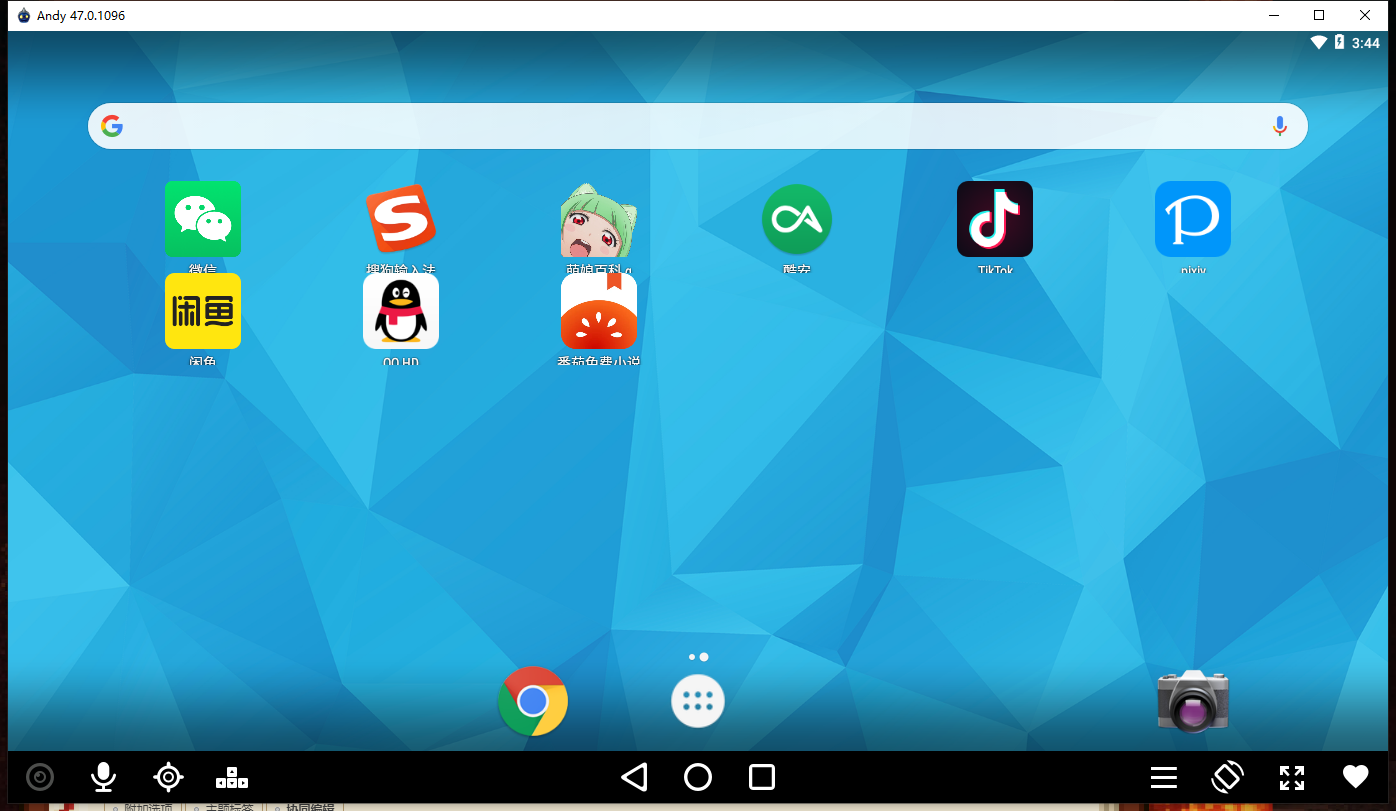 Andy 47.0.1096
3:44
微信
搜狗输入法
萌娘百科 g
酷安
TikTok
pixiv
闲鱼
闲鱼
QQ HD
番茄免费小说
附加选项
主题标签
协同编辑